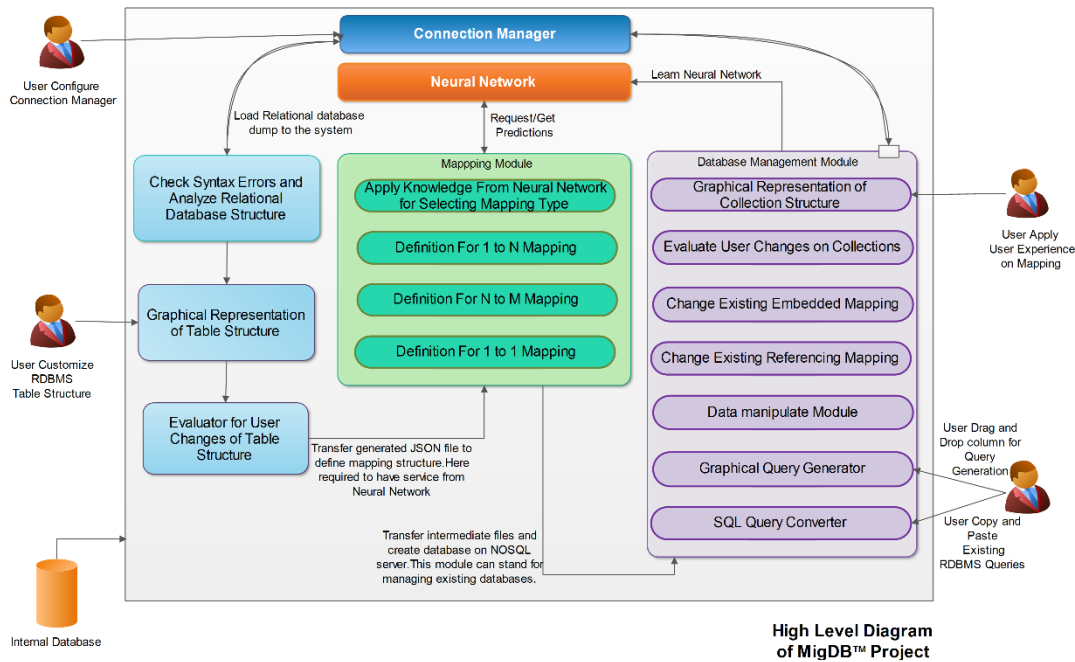 Connection Manager
Neural Network
User Configure
Connection Manager
Learn Neural Network
Load Relational database
dump to the system
Request/Get
Predictions
Check Syntax Errors and
Analyze Relational
Database Structure
Graphical Representation
of Table Structure
Evaluator for User
Changes of Table
Structure
User Customize
RDBMS
Table Structure
Mappping Module
Apply Knowledge From Neural Network
for Selecting Mapping Type
Definition For 1 to N Mapping
Definition For N to M Mapping
Definition For 1 to 1 Mapping
Database Management Module
Graphical Representation of
Collection Structure
Evaluate User Changes on Collections
Change Existing Embedded Mapping
Change Existing Referencing Mapping
Data manipulate Module
Graphical Query Generator
SQL Query Converter
User Apply
User Experience
on Mapping
User Drag and
Drop column for
Query
Generation
User Copy and
Paste
Existing
RDBMS Queries
Transfer generated JSON file to
define mapping structure.Here
required to have service from
Neural Network
Transfer intermediate files and
create database on NOSQL
server.This module can stand for
managing existing databases.
Internal Database
High Level Diagram
of MigDB™ Project